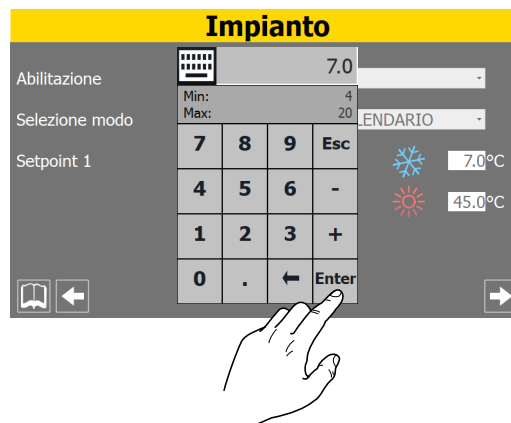 Impianto
7.0
Abilitazione
Min: 4
Max: 20
Selezione modo
LENDARIO
7 8 9 Esc
Setpoint 1
7.0°C
4 5 6 -
45.0°C
1 2 3 +
0 . Enter